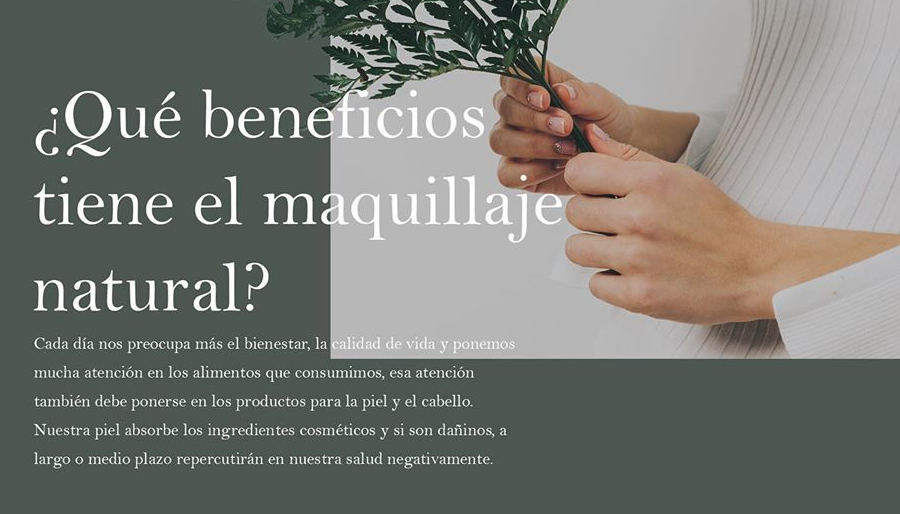 ¿Qué beneficios
tiene el maquillaje
natural?
Cada día nos preocupa más el bienestar, la calidad de vida y ponemos
mucha atención en los alimentos que consumimos, esa atención
también debe ponerse en los productos para la piel y el cabello.
Nuestra piel absorbe los ingredientes cosméticos y si son dañinos, a
largo o medio plazo repercutirán en nuestra salud negativamente.